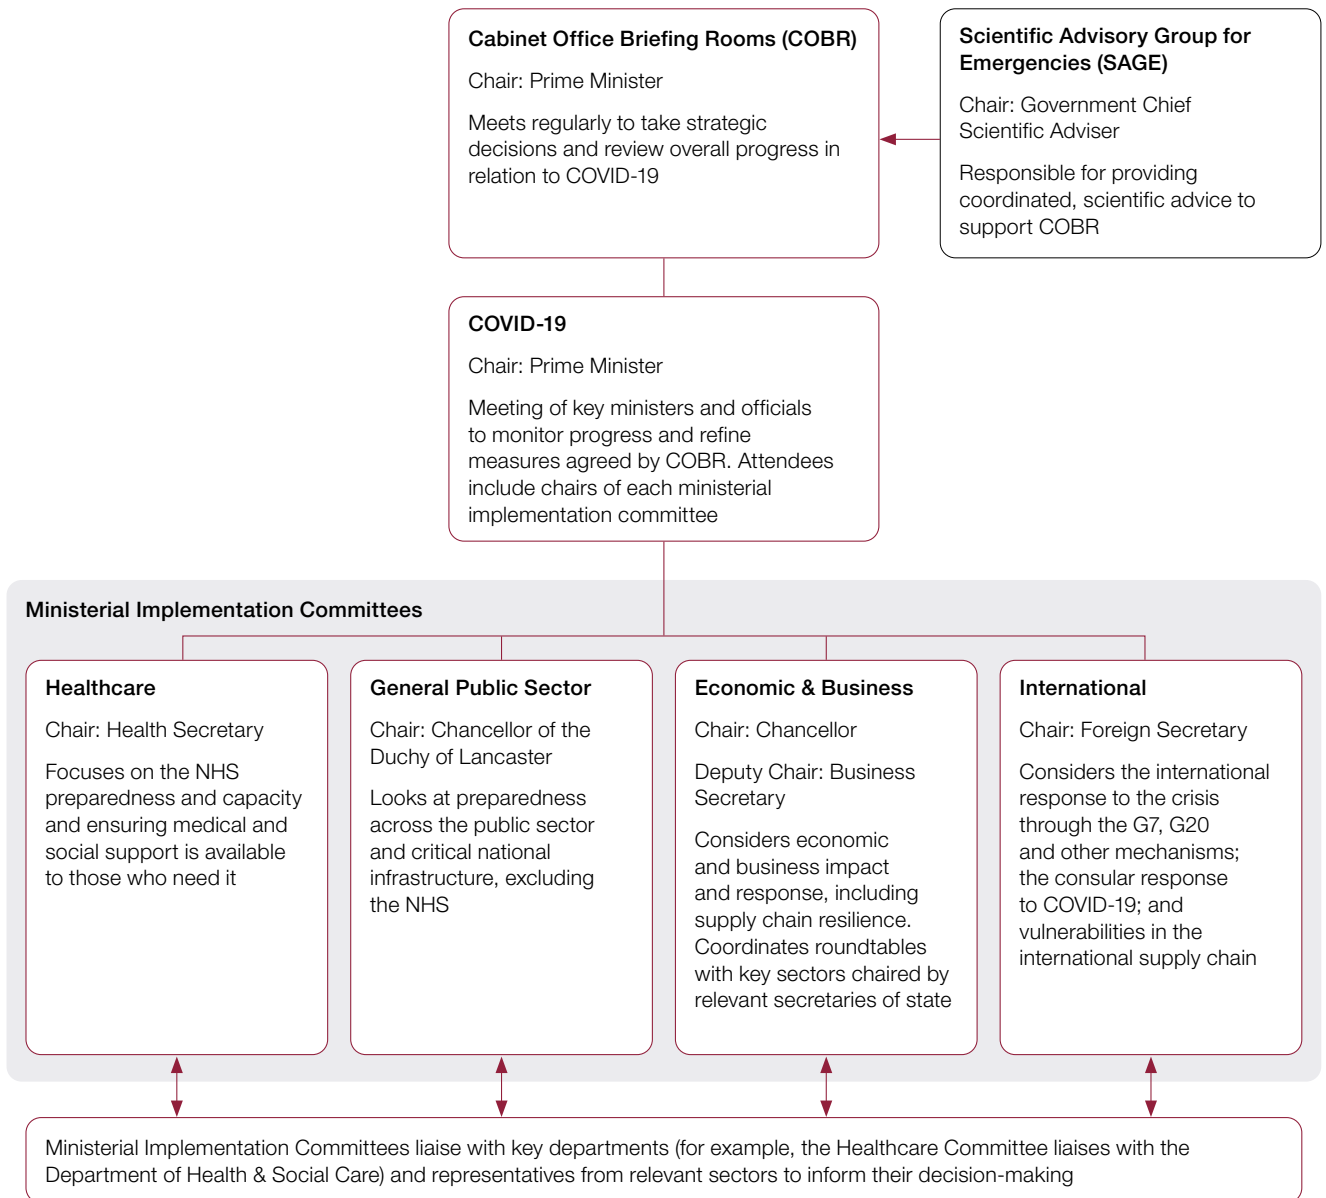 Cabinet Office Briefing Rooms (COBR)
Chair: Prime Minister
Meets regularly to take strategic
decisions and review overall progress in
relation to COVID-19
Scientific Advisory Group for
Emergencies (SAGE)
Chair: Government Chief
Scientific Adviser
Responsible for providing
coordinated, scientific advice to
support COBR
COVID-19
Chair: Prime Minister
Meeting of key ministers and officials
to monitor progress and refine
measures agreed by COBR. Attendees
include chairs of each ministerial
implementation committee
Ministerial Implementation Committees
Healthcare
Chair: Health Secretary
Focuses on the NHS
preparedness and capacity
and ensuring medical and
social support is available
to those who need it
General Public Sector
Chair: Chancellor of the
Duchy of Lancaster
Looks at preparedness
across the public sector
and critical national
infrastructure, excluding
the NHS
Economic & Business
Chair: Chancellor
Deputy Chair: Business
Secretary
Considers economic
and business impact
and response, including
supply chain resilience.
Coordinates roundtables
with key sectors chaired by
relevant secretaries of state
International
Chair: Foreign Secretary
Considers the international
response to the crisis
through the G7, G20
and other mechanisms;
the consular response
to COVID-19; and
vulnerabilities in the
international supply chain
Ministerial Implementation Committees liaise with key departments (for example, the Healthcare Committee liaises with the
Department of Health & Social Care) and representatives from relevant sectors to inform their decision-making